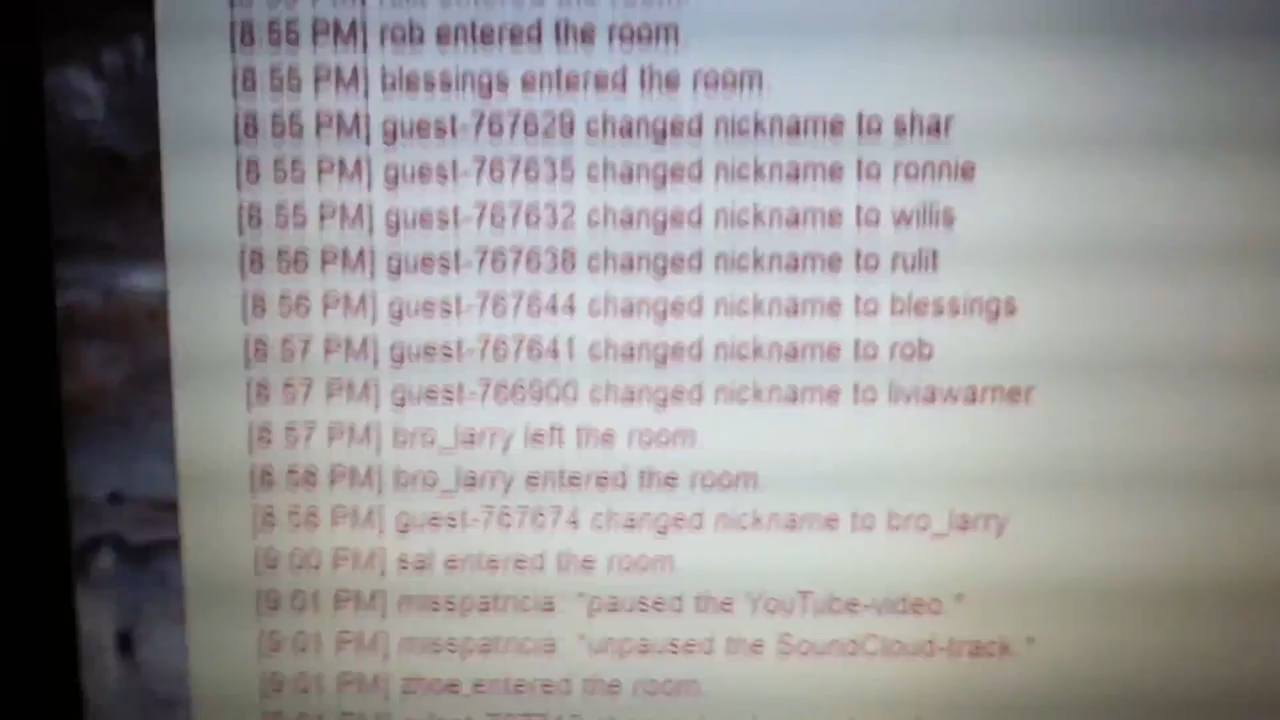 entered the room
[8:55 PM] rob entered the room.
[8:55 PM] blessings entered the room.
[8:55 PM] guest-767629 changed nickname to shar
[8:55 PM] guest-767635 changed nickname to ronnie
[8:55 PM] guest-767632 changed nickname to willis
[8:56 PM] guest-767638 changed nickname to rulit
[8:56 PM] guest-767644 changed nickname to blessings
[8:57 PM] guest-767641 changed nickname to rob
[8:57 PM] guest-766900 changed nickname to liviawarner
[8:57 PM] bro_larry left the room.
[8:58 PM] bro_larry entered the room.
[8:58 PM] guest-767674 changed nickname to bro_larry
[9:00 PM] sal entered the room.
[9:01 PM] misspatricia: "paused the YouTube-video."
[9:01 PM] misspatricia: "unpaused the SoundCloud-track."
[9:01 PM] entered the room.